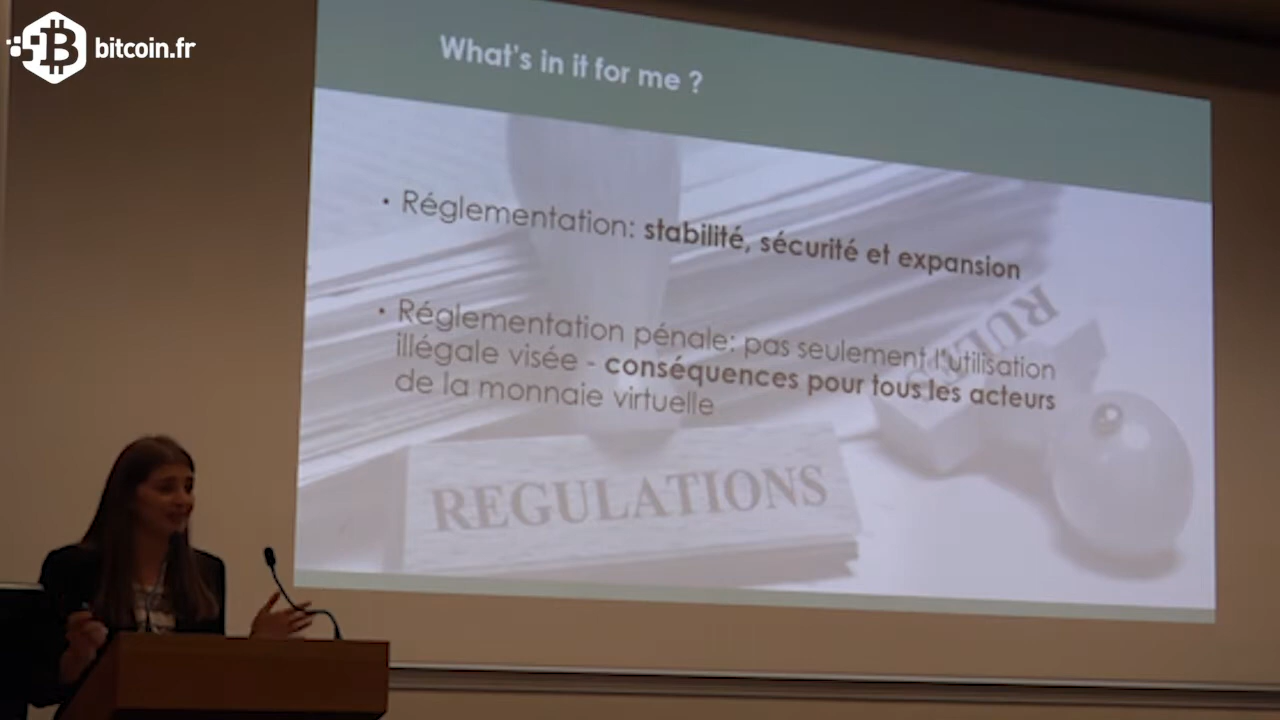 bitcoin.fr
What's in it for me ?
• Réglementation: stabilité, sécurité et expansion
• Réglementation pénale: pas seulement l'utilisation
illégale visée - conséquences pour tous les acteurs
de la monnaie virtuelle
RULES
REGULATIONS